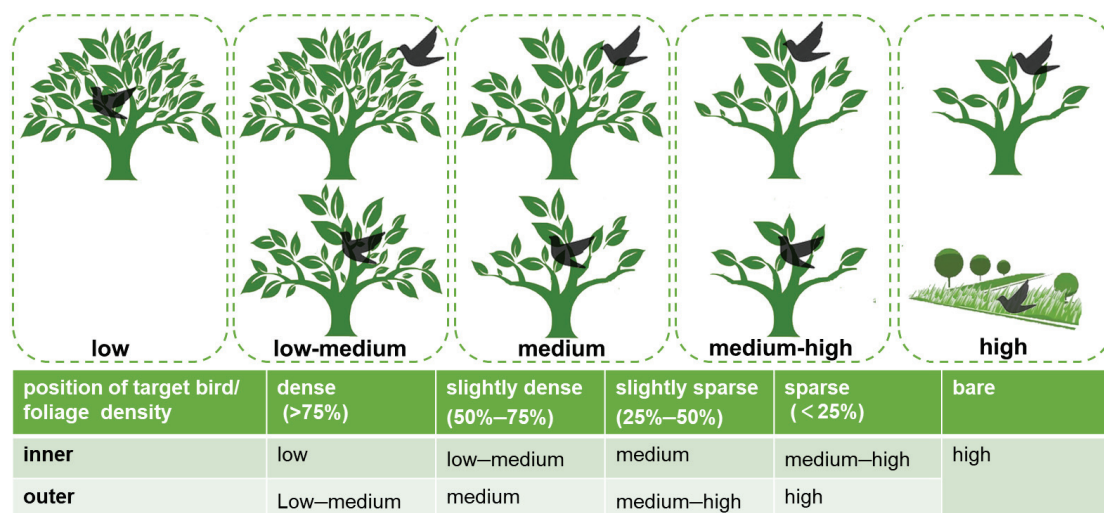 low
low-medium
medium
medium-high
high
position of target bird/
foliage density
dense
(>75%)
slightly dense
(50%–75%)
slightly sparse
(25%–50%)
sparse
(＜25%)
bare
inner
low
low—medium
medium
medium—high
high
outer
Low—medium
medium
medium—high
high